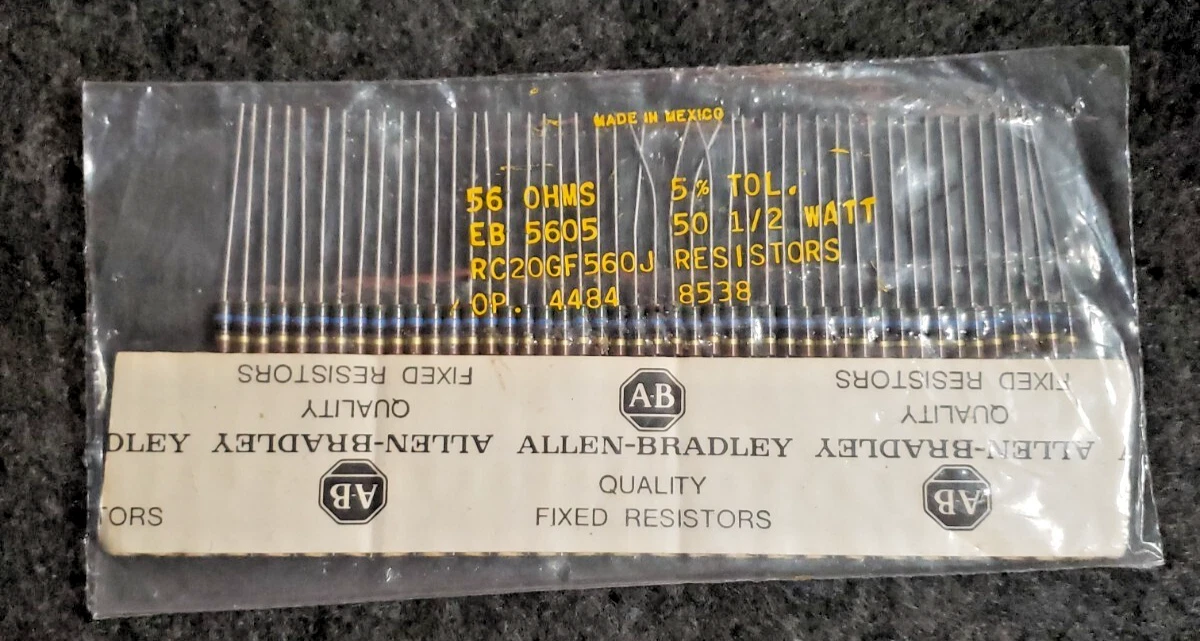 MADE IN MEXICO
56 OHMS 5% TOL.
EB 5605 50 1/2 WATT
RC20GF560J RESISTORS
OP. 4484 8538
FIXED RESISTORS A-B FIXED RESISTORS
QUALITY QUALITY
DLEY ALLEN-BRADLEY ALLEN-BRADLEY ALLEN-BRADLEY
A-B QUALITY A-B
TORS FIXED RESISTORS